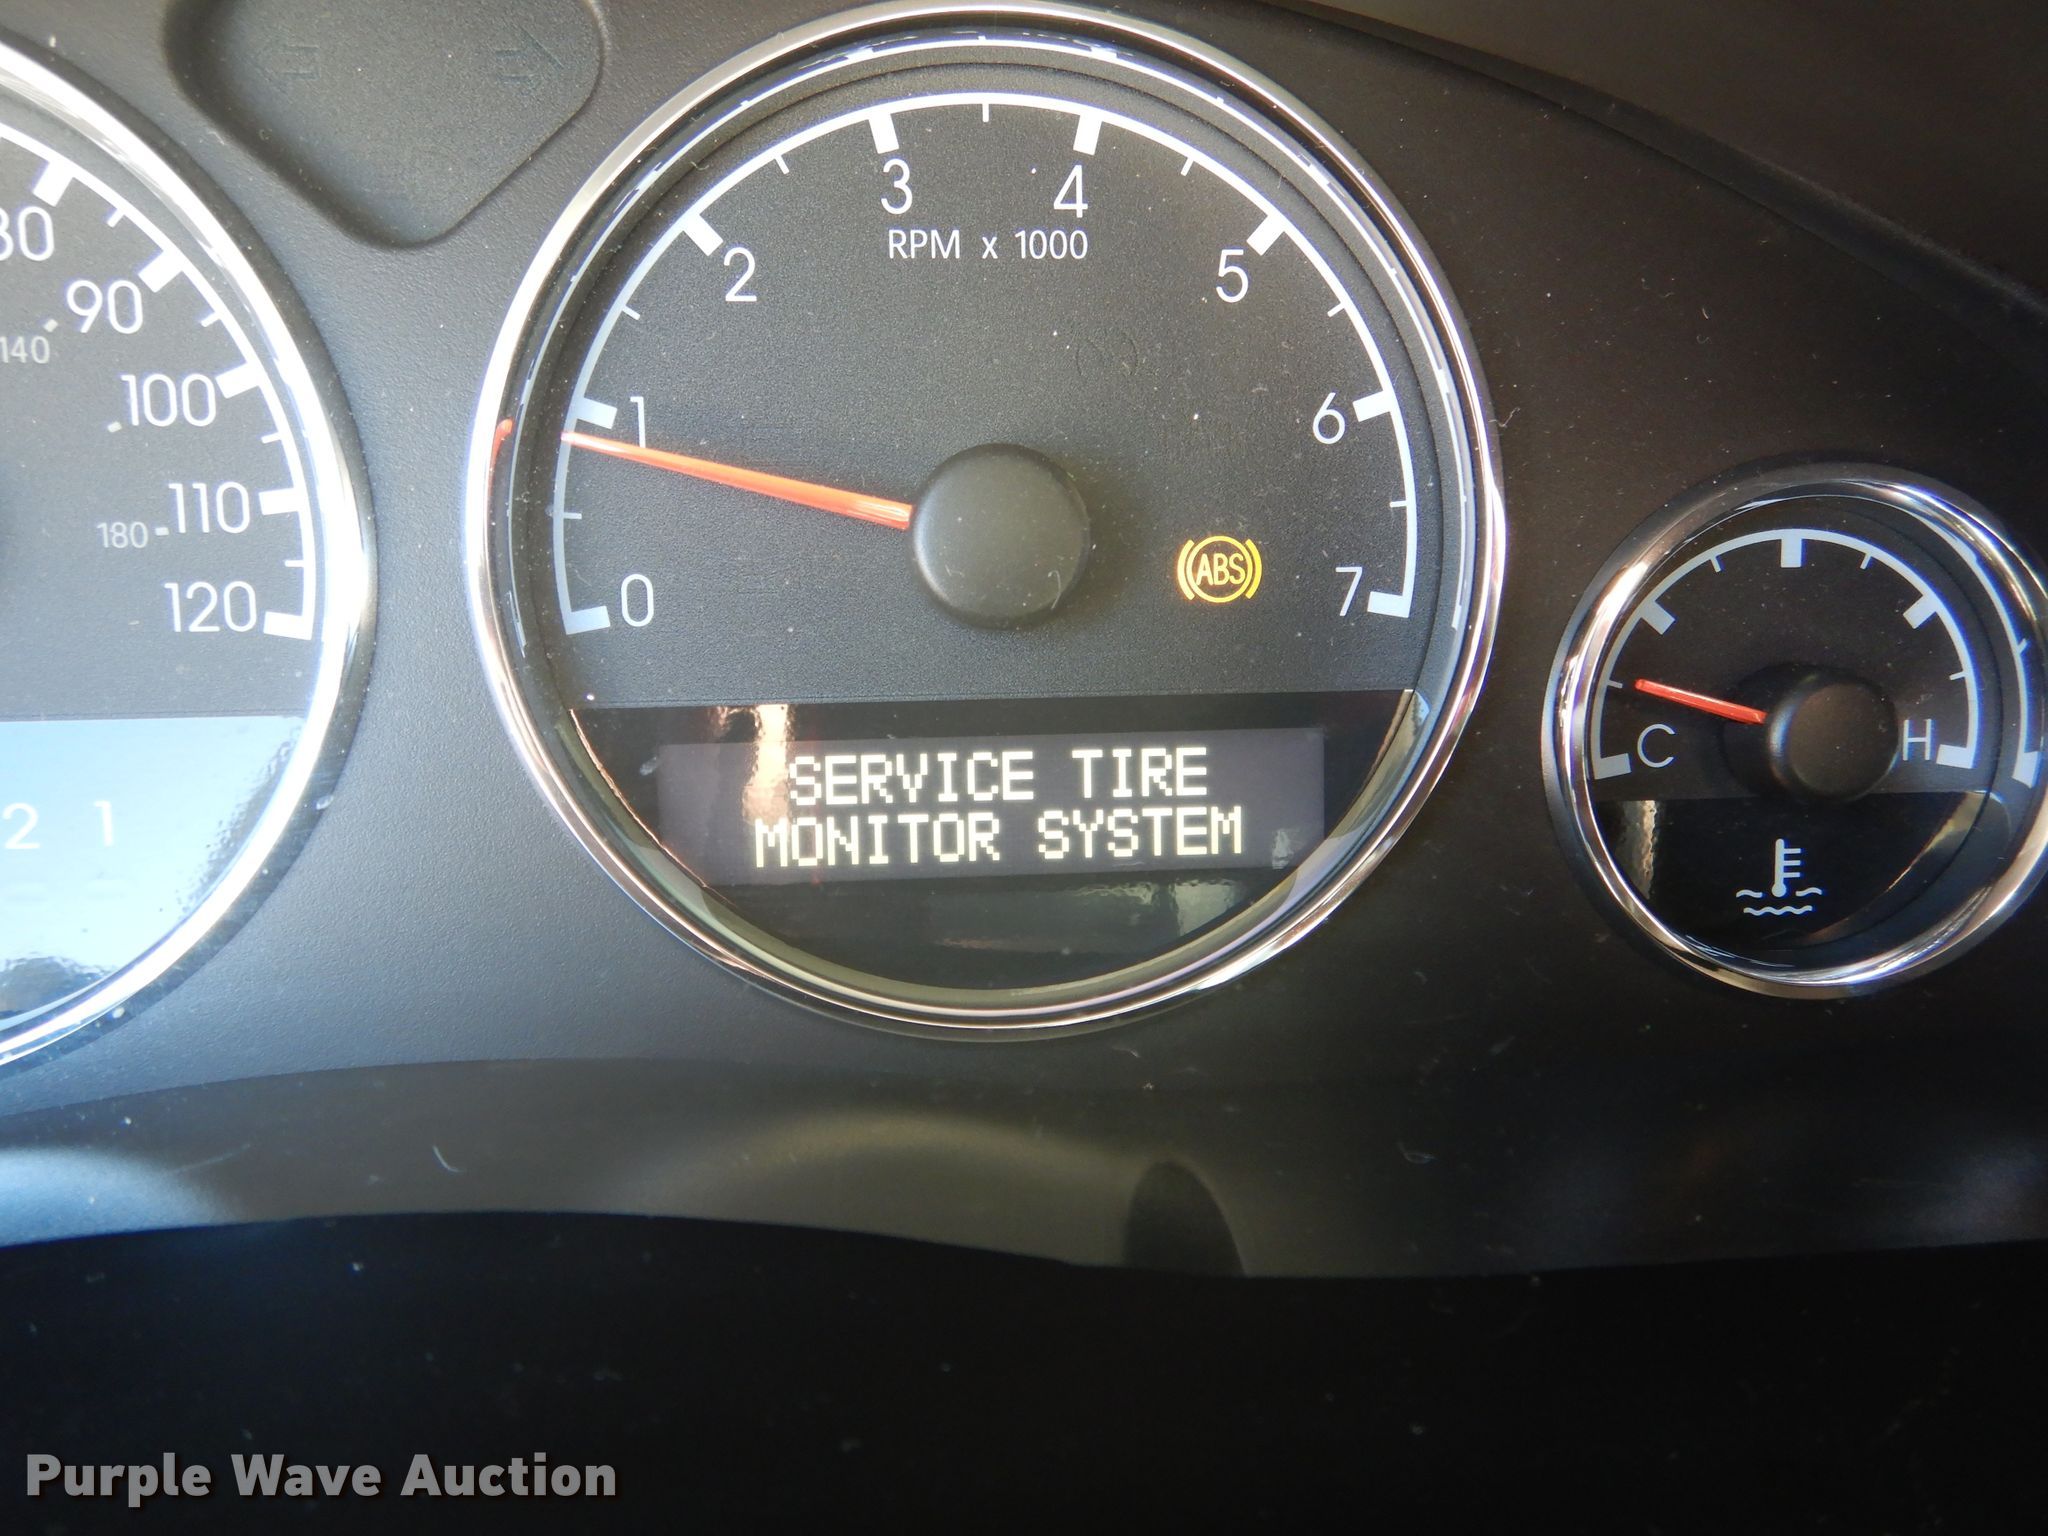 80
90
140
100
110
180
120
2 1
0
1
2
3
4
5
6
7
RPM x 1000
ABS
SERVICE TIRE
MONITOR SYSTEM
C H
Purple Wave Auction